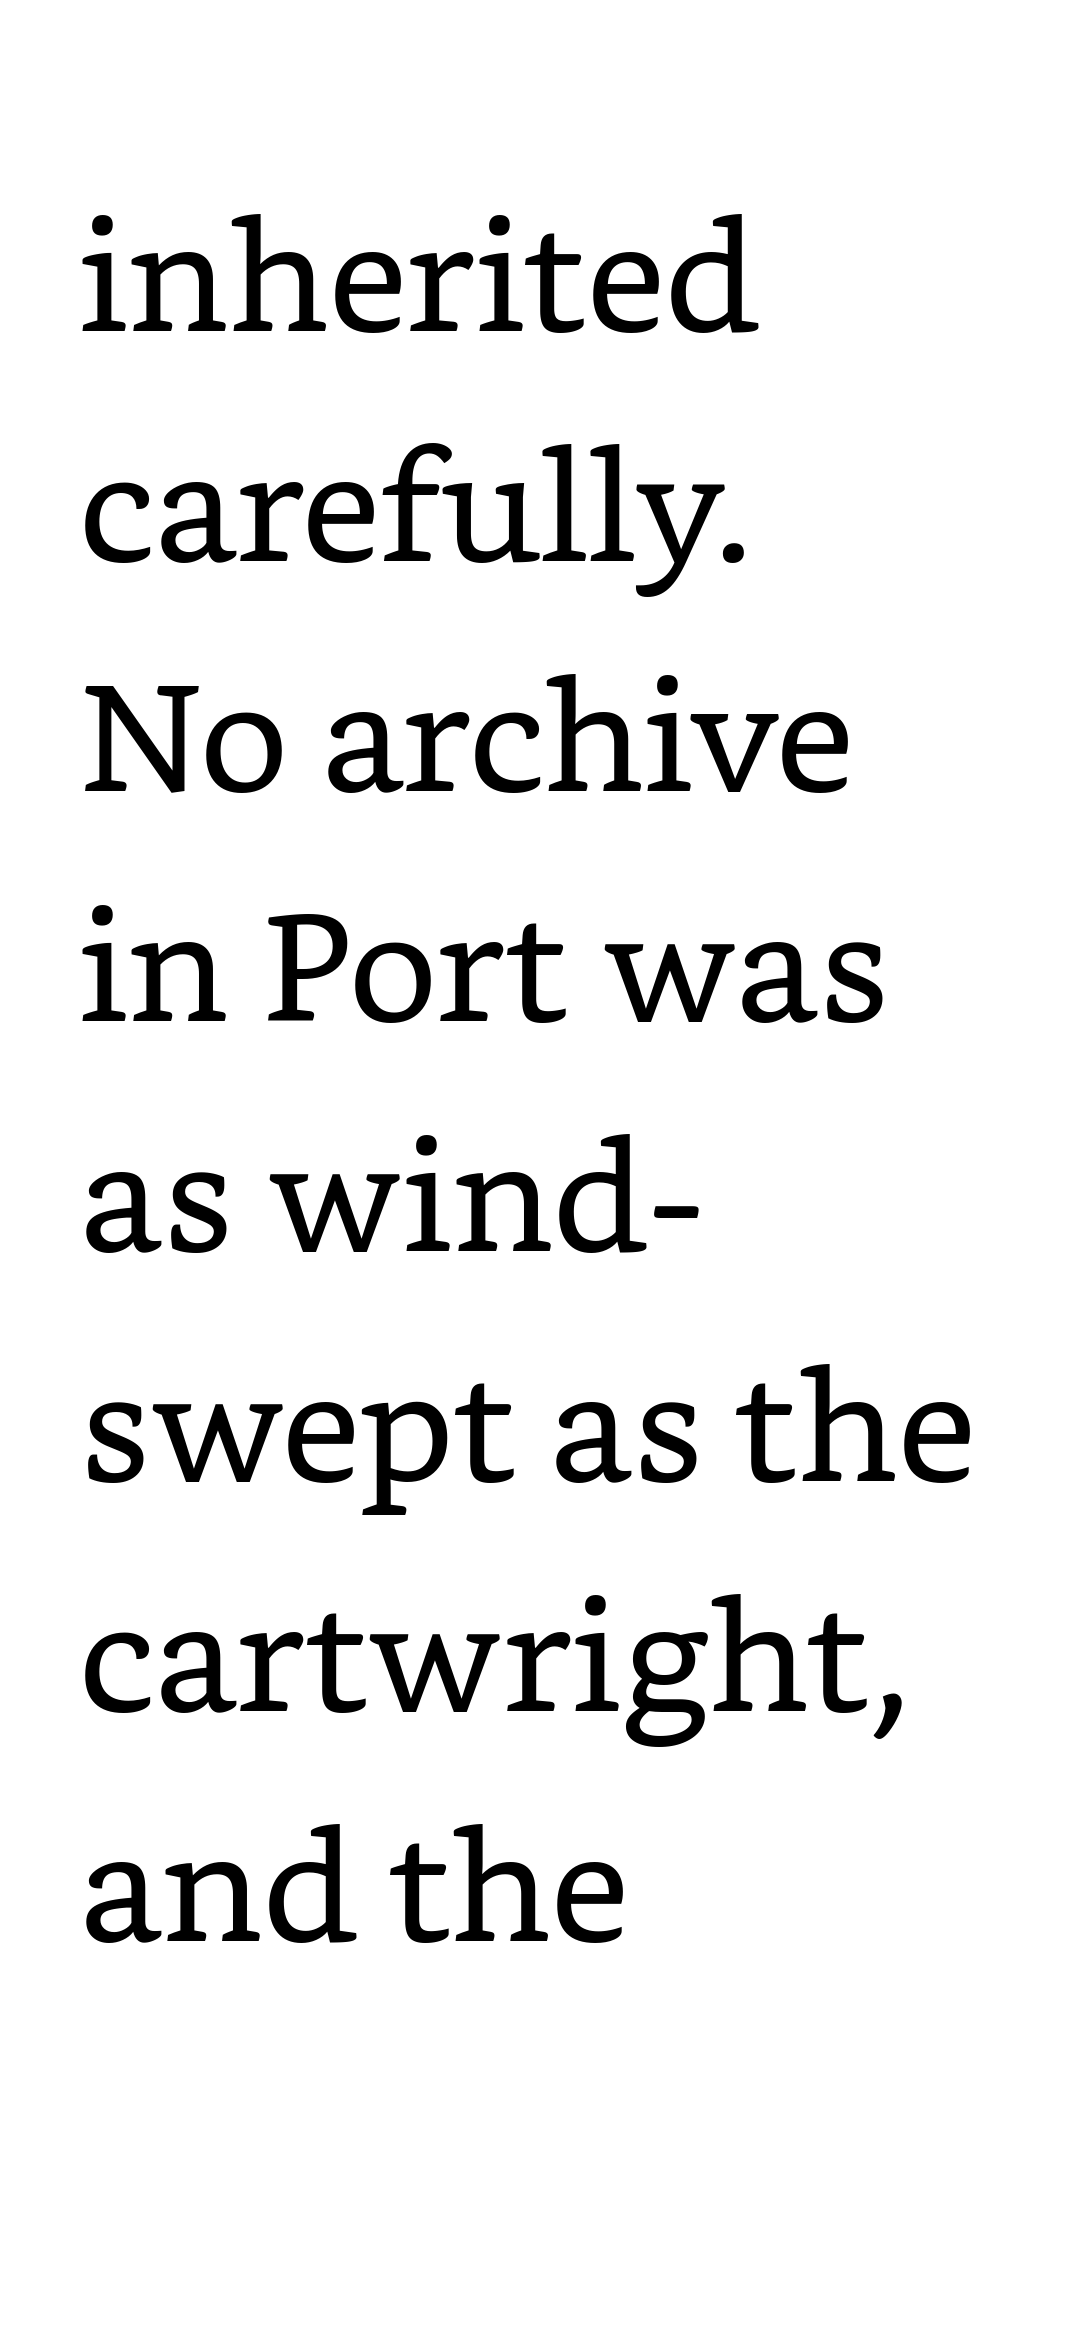 inherited
carefully.
No archive
in Port was
as wind-
swept as the
cartwright,
and the